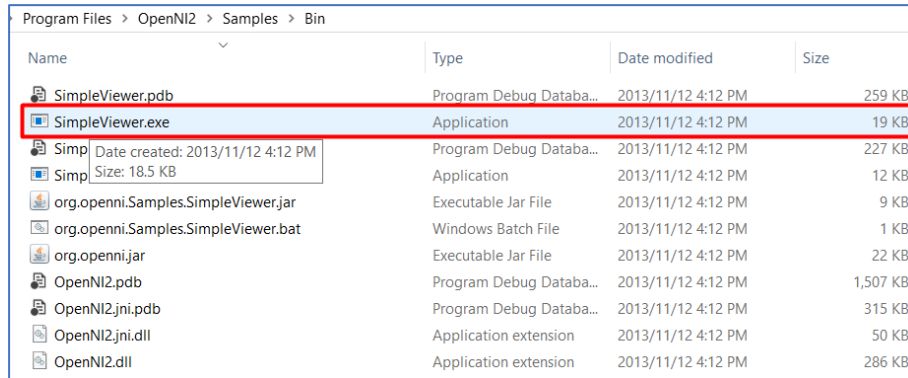 Program Files > OpenNI2 > Samples > Bin
Name Type Date modified Size
SimpleViewer.pdb Program Debug Databa... 2013/11/12 4:12 PM 259 KB
SimpleViewer.exe Application 2013/11/12 4:12 PM 19 KB
Simp Program Debug Databa... 2013/11/12 4:12 PM 227 KB
Date created: 2013/11/12 4:12 PM
Size: 18.5 KB
Simp Application 2013/11/12 4:12 PM 12 KB
org.openni.Samples.SimpleViewer.jar Executable Jar File 2013/11/12 4:12 PM 9 KB
org.openni.Samples.SimpleViewer.bat Windows Batch File 2013/11/12 4:12 PM 1 KB
org.openni.jar Executable Jar File 2013/11/12 4:12 PM 22 KB
OpenNI2.pdb Program Debug Databa... 2013/11/12 4:12 PM 1,507 KB
OpenNI2.jni.pdb Program Debug Databa... 2013/11/12 4:12 PM 315 KB
OpenNI2.jni.dll Application extension 2013/11/12 4:12 PM 50 KB
OpenNI2.dll Application extension 2013/11/12 4:12 PM 286 KB